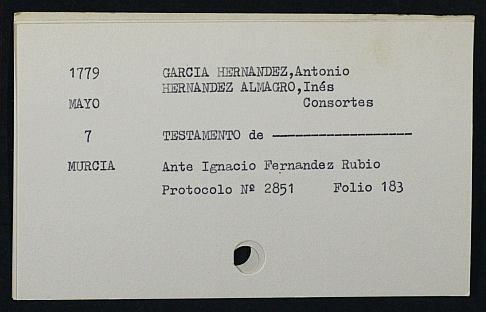 1779 GARCIA HERNANDEZ,Antonio
HERNANDEZ ALMAGRO,Inés
MAYO Consortes
7 TESTAMENTO de --------------------
MURCIA Ante Ignacio Fernandez Rubio
Protocolo Nº 2851 Folio 183